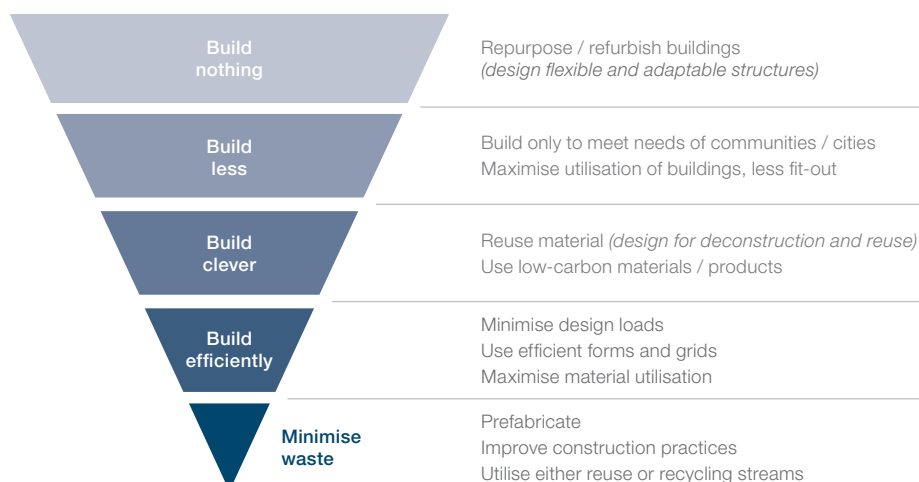 Build
nothing
Repurpose / refurbish buildings
(design flexible and adaptable structures)
Build
less
Build only to meet needs of communities / cities
Maximise utilisation of buildings, less fit-out
Build
clever
Reuse material (design for deconstruction and reuse)
Use low-carbon materials / products
Build
efficiently
Minimise design loads
Use efficient forms and grids
Maximise material utilisation
Minimise
waste
Prefabricate
Improve construction practices
Utilise either reuse or recycling streams